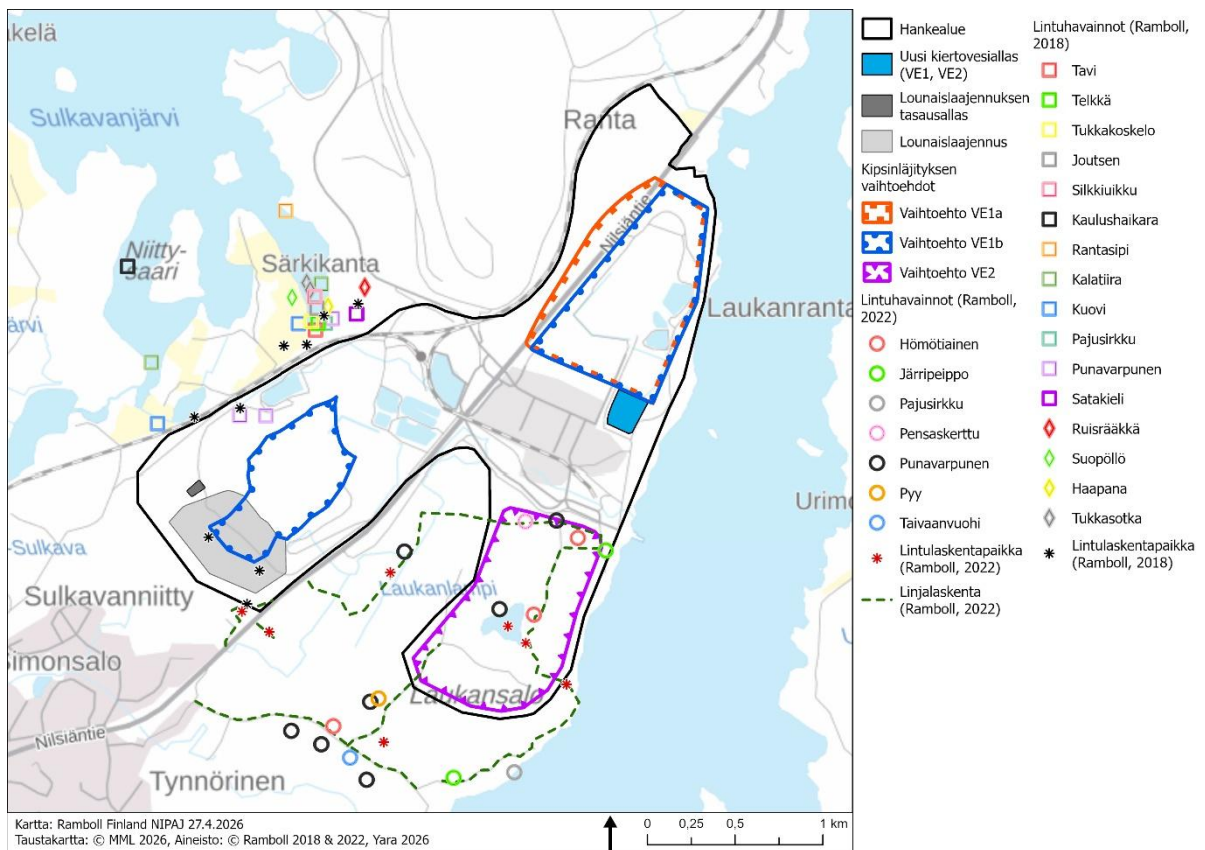 akelä
Sulkavanjärvi
Ranta
Niitty-
saari
Särkikanta
Nilsiäntie
Laukanranta
järvi
Urimo
-Sulkava
Sulkavanniitty
Laukanlampi
Simonsalo
Laukansalo
Nilsiäntie
Tynnörinen
Kartta: Ramboll Finland NIPAJ 27.4.2026
Taustakartta: © MML 2026, Aineisto: © Ramboll 2018 & 2022, Yara 2026
0 0,25 0,5 1 km
Hankealue
Uusi kiertovesiallas
(VE1, VE2)
Lounaislaajennuksen
tasausallas
Lounaislaajennus
Kipsinläjityksen
vaihtoehdot
Vaihtoehto VE1a
Vaihtoehto VE1b
Vaihtoehto VE2
Lintuhavainnot (Ramboll,
2022)
Hömötiainen
Järripeippo
Pajusirkku
Pensaskerttu
Punavarpunen
Pyy
Taivaanvuohi
Lintulaskentapaikka
(Ramboll, 2022)
Linjalaskenta
(Ramboll, 2022)
Lintuhavainnot (Ramboll,
2018)
Tavi
Telkkä
Tukkakoskelo
Joutsen
Silkkiuikku
Kaulushaikara
Rantasipi
Kalatiira
Kuovi
Pajusirkku
Punavarpunen
Satakieli
Ruisrääkkä
Suopöllö
Haapana
Tukkasotka
Lintulaskentapaikka
(Ramboll, 2018)